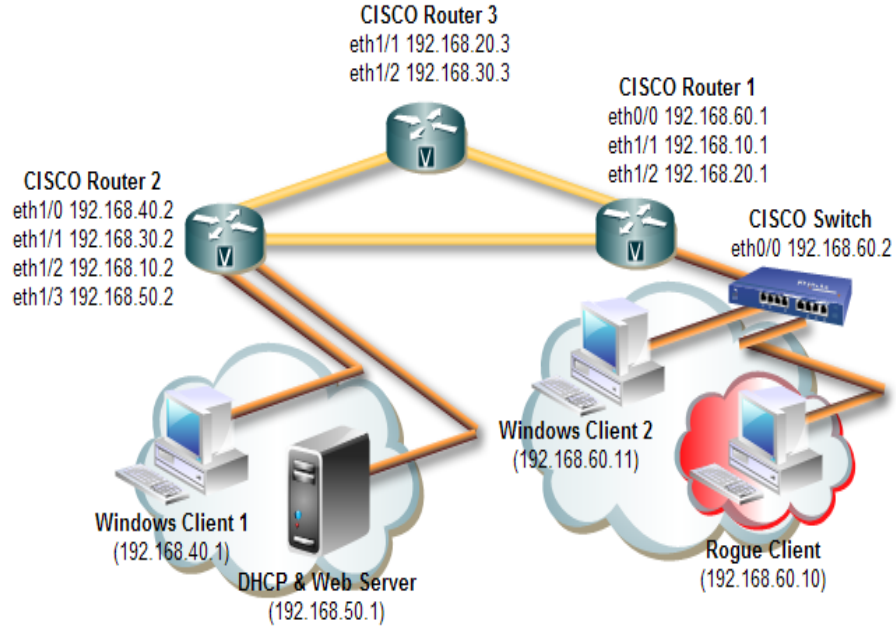 CISCO Router 3
eth1/1 192.168.20.3
eth1/2 192.168.30.3
CISCO Router 1
eth0/0 192.168.60.1
eth1/1 192.168.10.1
eth1/2 192.168.20.1
CISCO Router 2
eth1/0 192.168.40.2
eth1/1 192.168.30.2
eth1/2 192.168.10.2
eth1/3 192.168.50.2
V
V
V
CISCO Switch
eth0/0 192.168.60.2
Windows Client 1
(192.168.40.1)
DHCP & Web Server
(192.168.50.1)
Windows Client 2
(192.168.60.11)
Rogue Client
(192.168.60.10)